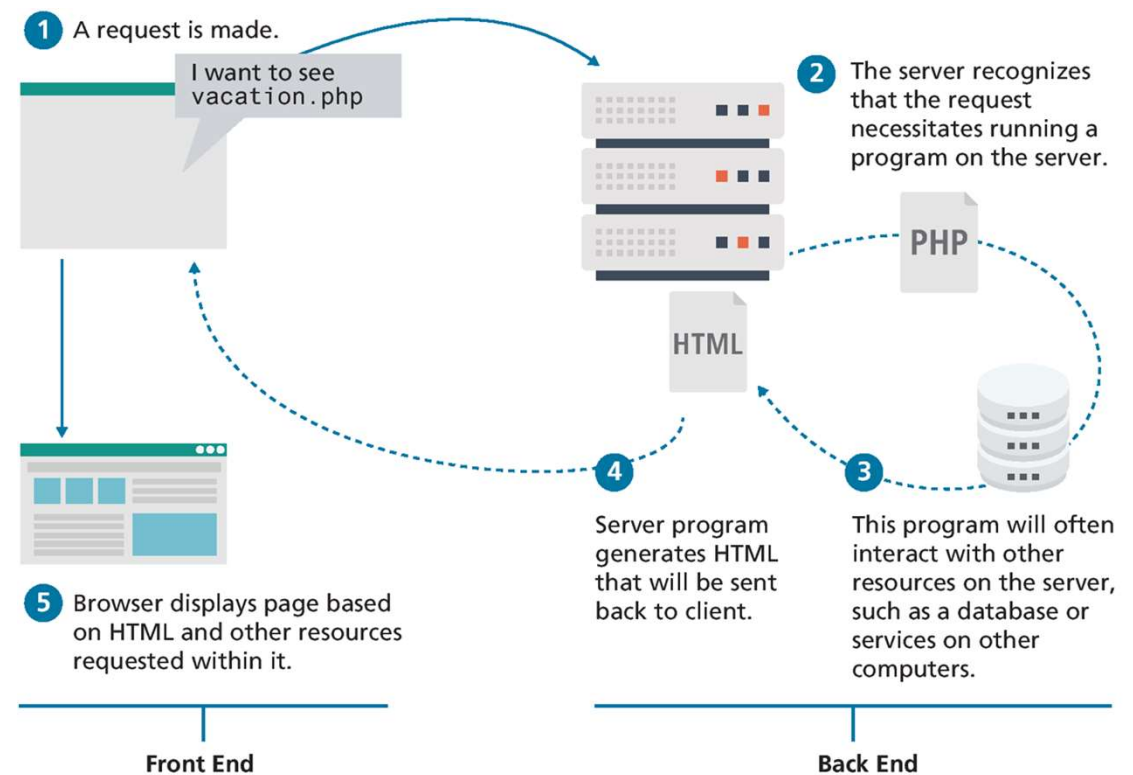 1 A request is made.
I want to see
vacation.php
2 The server recognizes
that the request
necessitates running a
program on the server.
PHP
HTML
3
This program will often
interact with other
resources on the server,
such as a database or
services on other
computers.
4
Server program
generates HTML
that will be sent
back to client.
5 Browser displays page based
on HTML and other resources
requested within it.
Front End
Back End